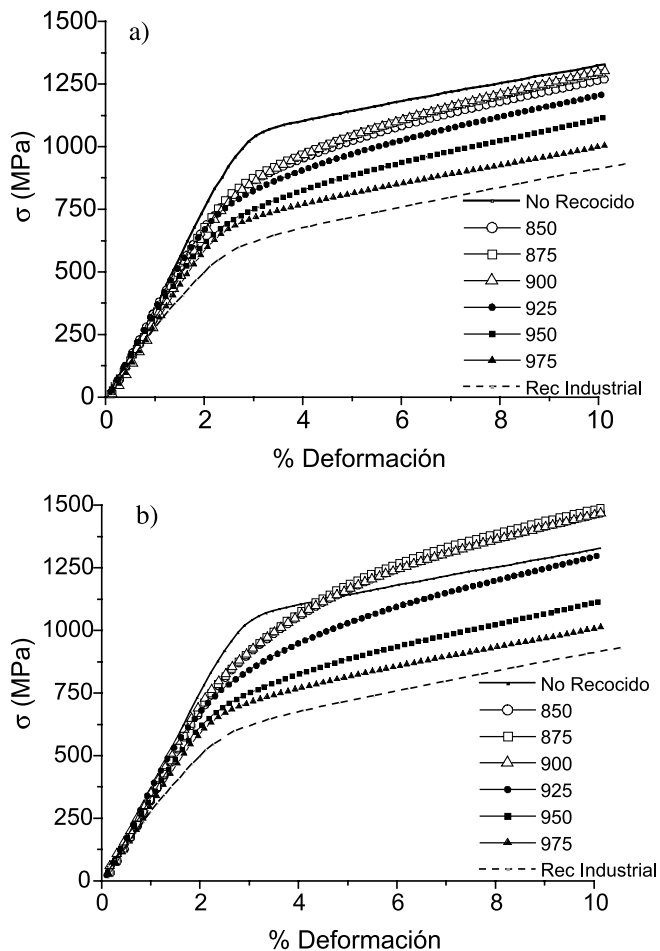 a)
1500
1250
1000
750
500
250
0
σ (MPa)
No Recocido
850
875
900
925
950
975
Rec Industrial
0 2 4 6 8 10
% Deformación
b)
1500
1250
1000
750
500
250
0
σ (MPa)
No Recocido
850
875
900
925
950
975
Rec Industrial
0 2 4 6 8 10
% Deformación